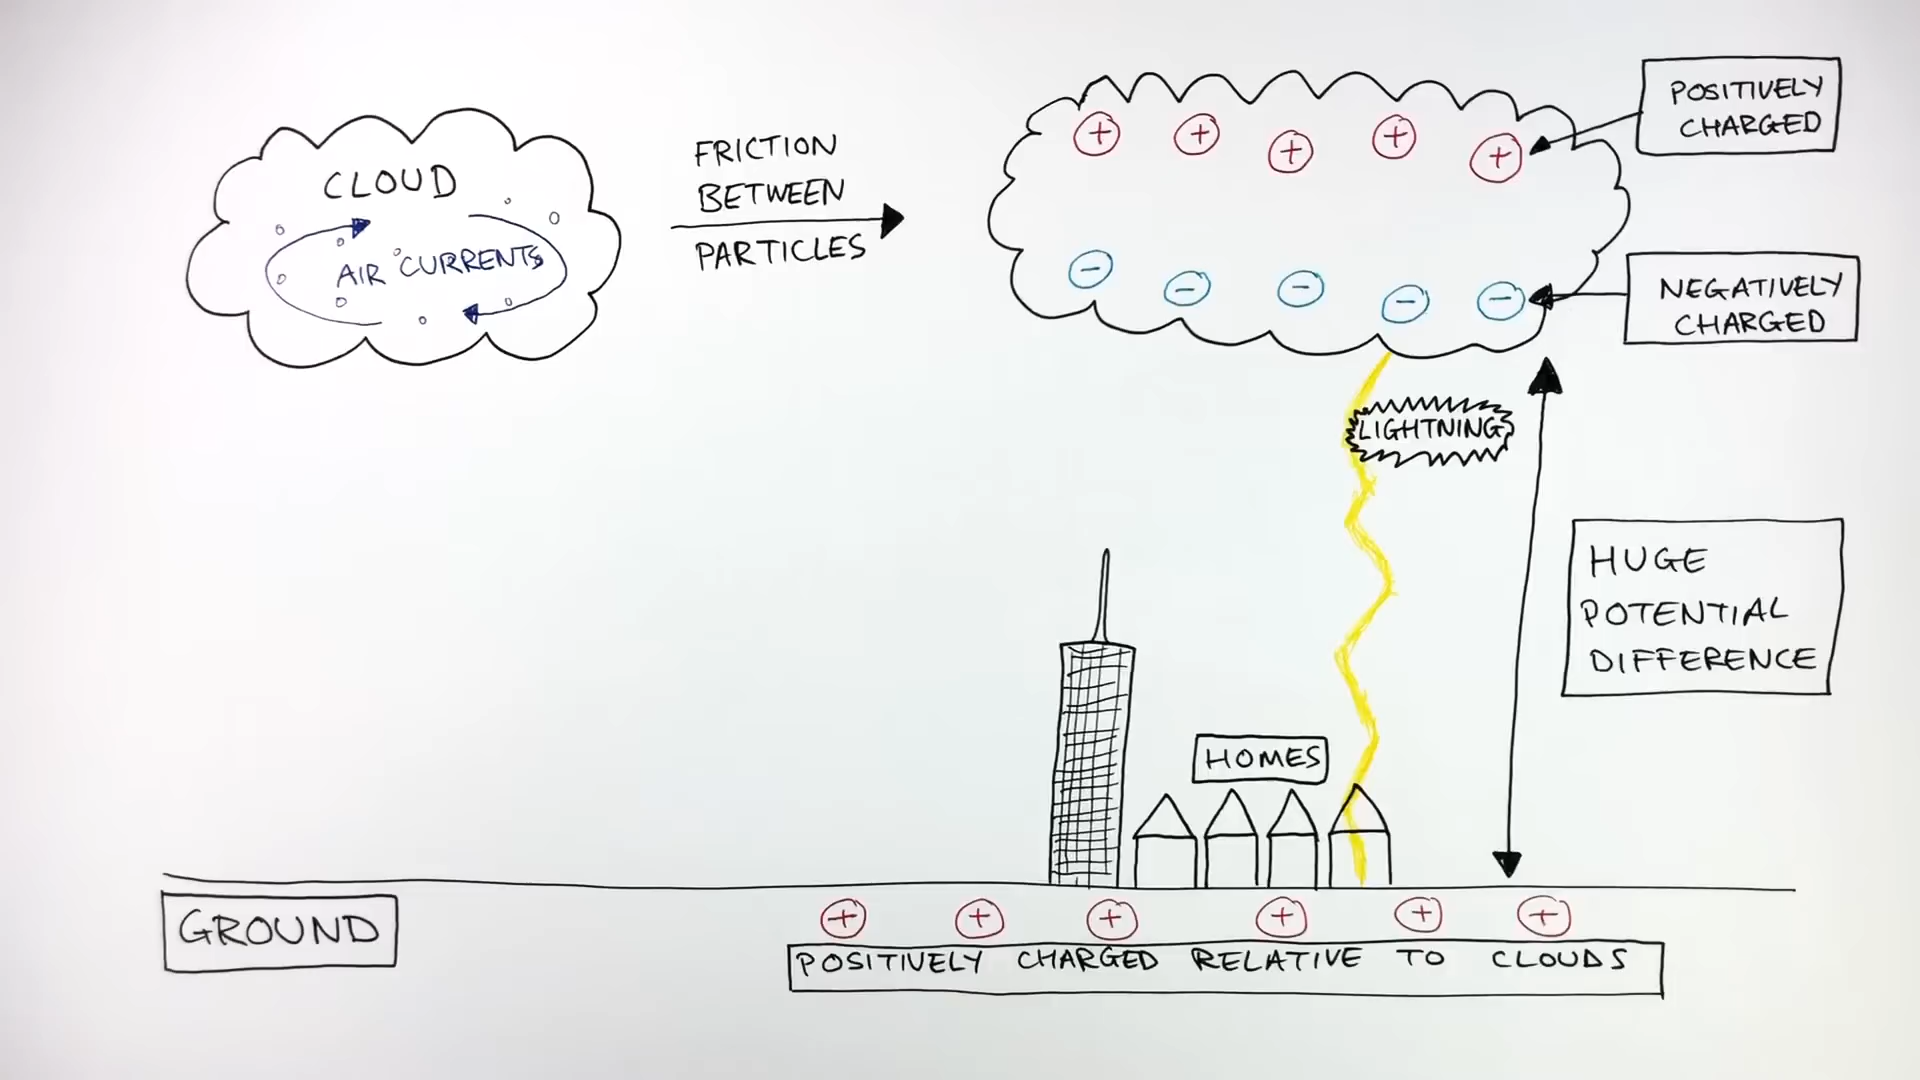 CLOUD
AIR CURRENTS
FRICTION
BETWEEN
PARTICLES
+ + + + +
POSITIVELY
CHARGED
- - - - -
NEGATIVELY
CHARGED
LIGHTNING
HUGE
POTENTIAL
DIFFERENCE
HOMES
GROUND
+ + + + + +
POSITIVELY CHARGED RELATIVE TO CLOUDS